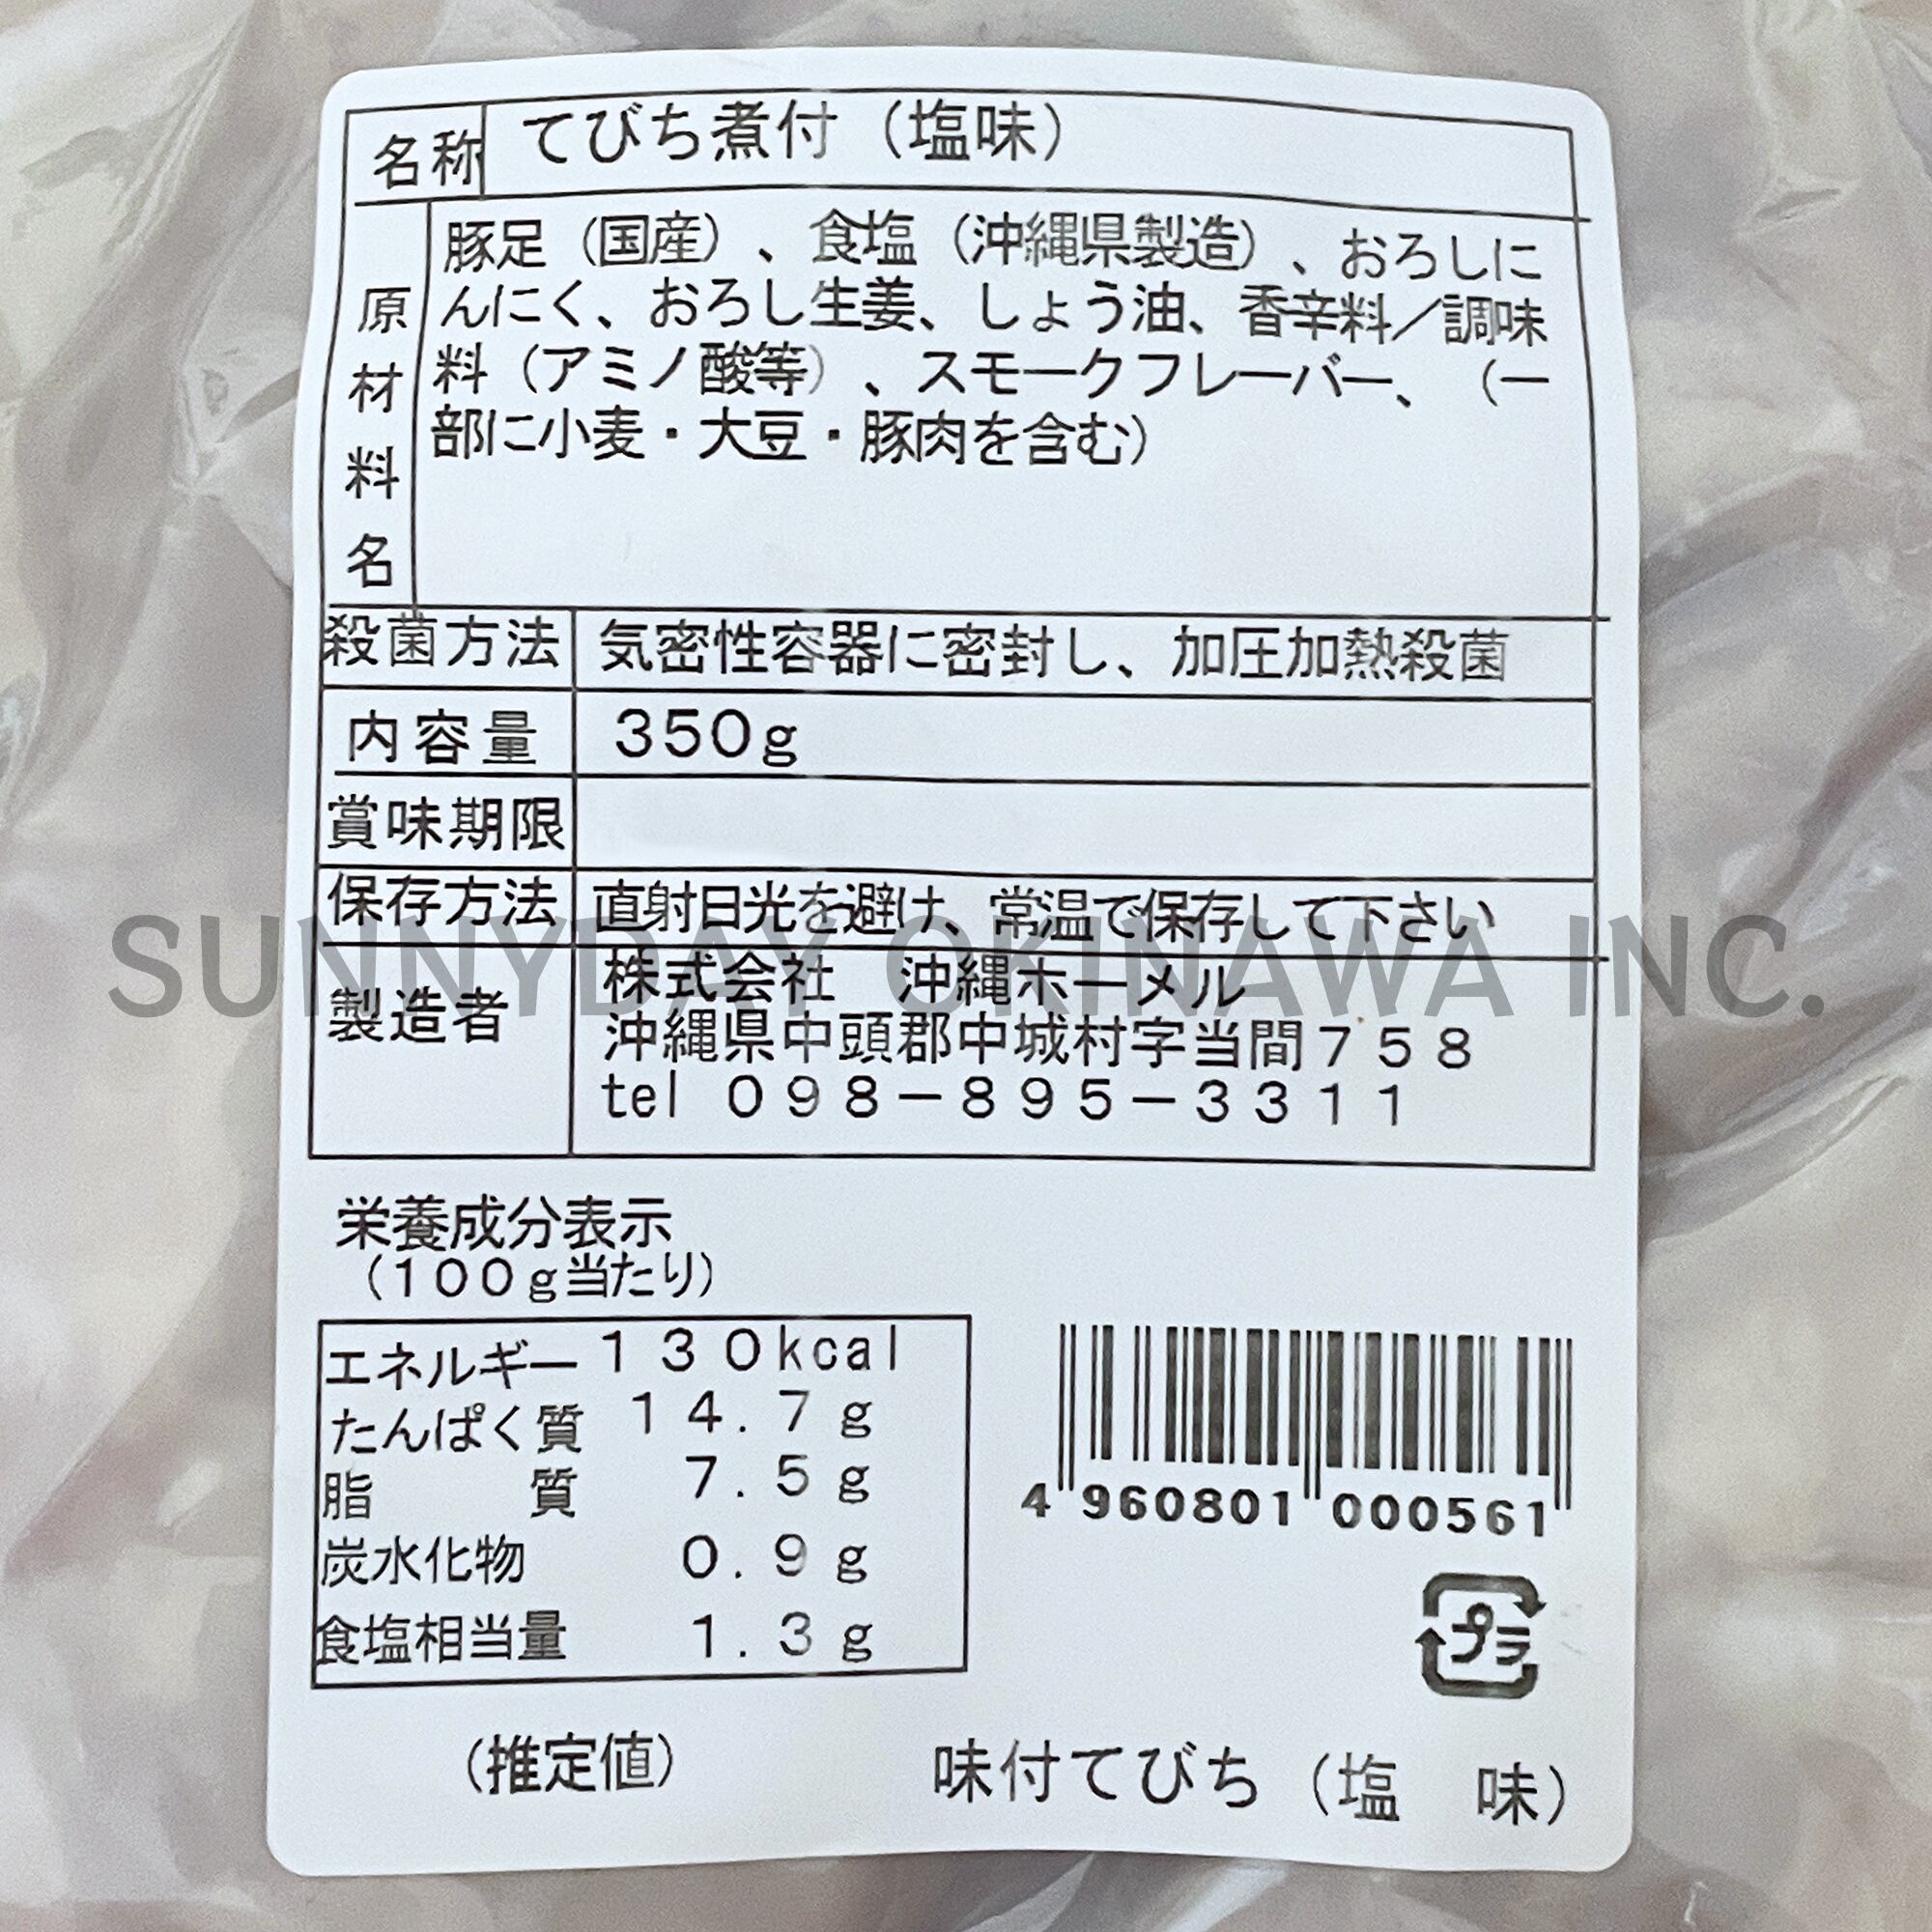 名称 てびち煮付（塩味）
原材料名 豚足（国産）、食塩（沖縄県製造）、おろしに
んにく、おろし生姜、しょう油、香辛料／調味
料（アミノ酸等）、スモークフレーバー、（一
部に小麦・大豆・豚肉を含む）
殺菌方法 気密性容器に密封し、加圧加熱殺菌
内容量 350g
賞味期限
保存方法 直射日光を避け、常温で保存して下さい
SUNNYDAY OKINAWA INC.
製造者 株式会社 沖縄ホーメル
沖縄県中頭郡中城村字当間７５８
tel ０９８－８９５－３３１１
栄養成分表示
（１００ｇ当たり）
エネルギー １３０kcal
たんぱく質 １４．７ｇ
脂質 ７．５ｇ
炭水化物 ０．９ｇ
食塩相当量 １．３ｇ
4 960801 000561
プラ
（推定値）
味付てびち（塩　味）